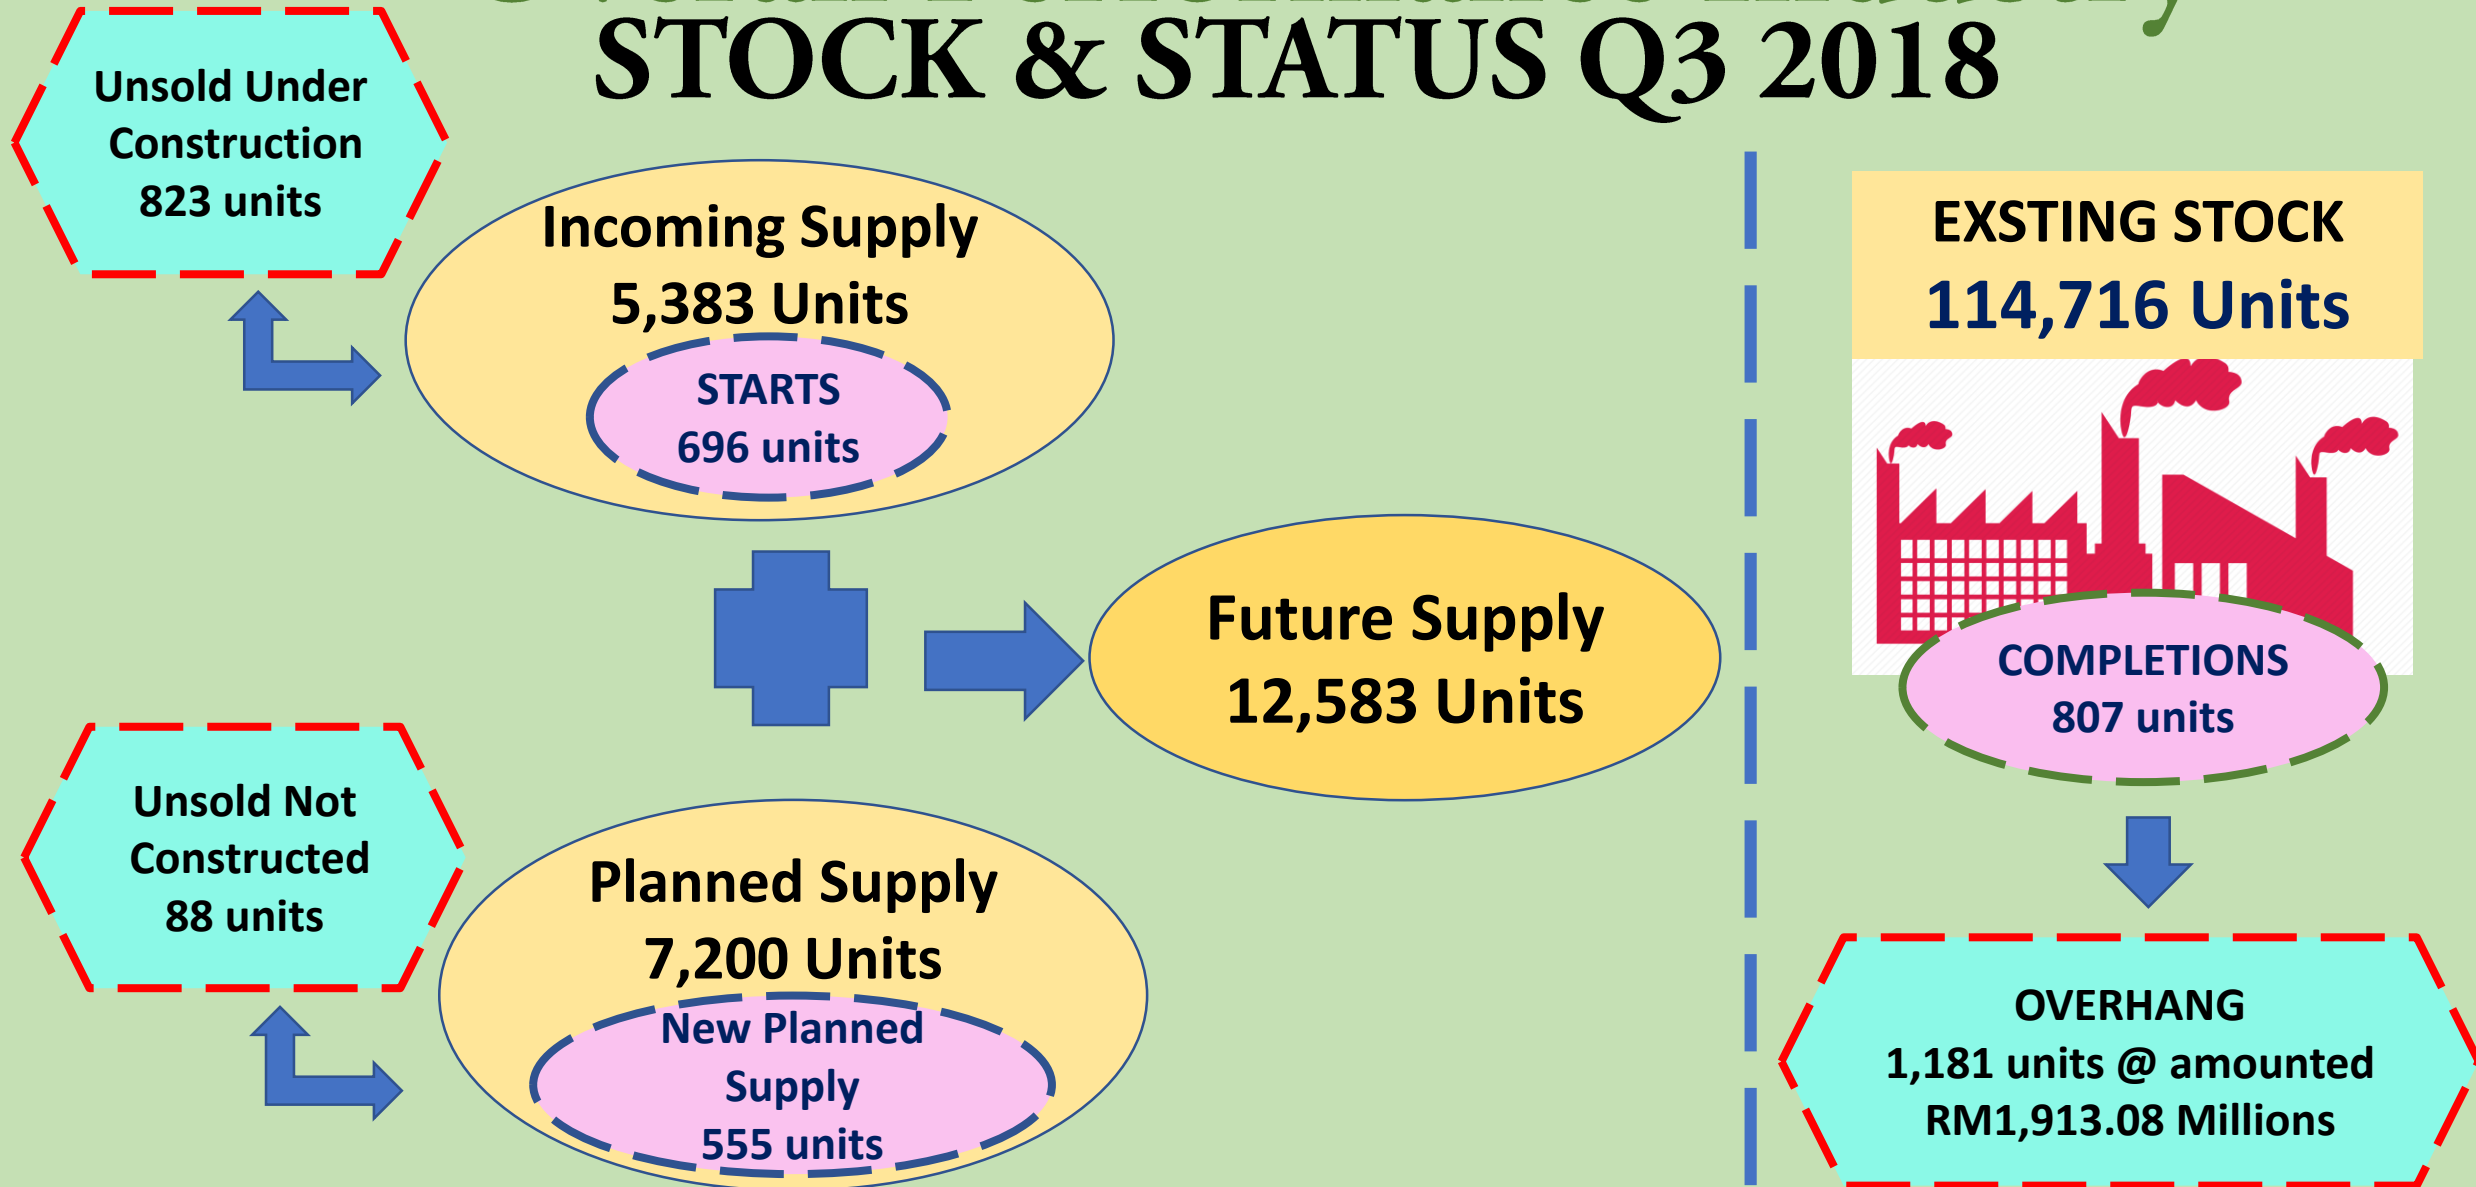 STOCK & STATUS Q3 2018
Unsold Under
Construction
823 units
Incoming Supply
5,383 Units
STARTS
696 units
EXSTING STOCK
114,716 Units
Future Supply
12,583 Units
COMPLETIONS
807 units
Unsold Not
Constructed
88 units
Planned Supply
7,200 Units
New Planned
Supply
555 units
OVERHANG
1,181 units @ amounted
RM1,913.08 Millions